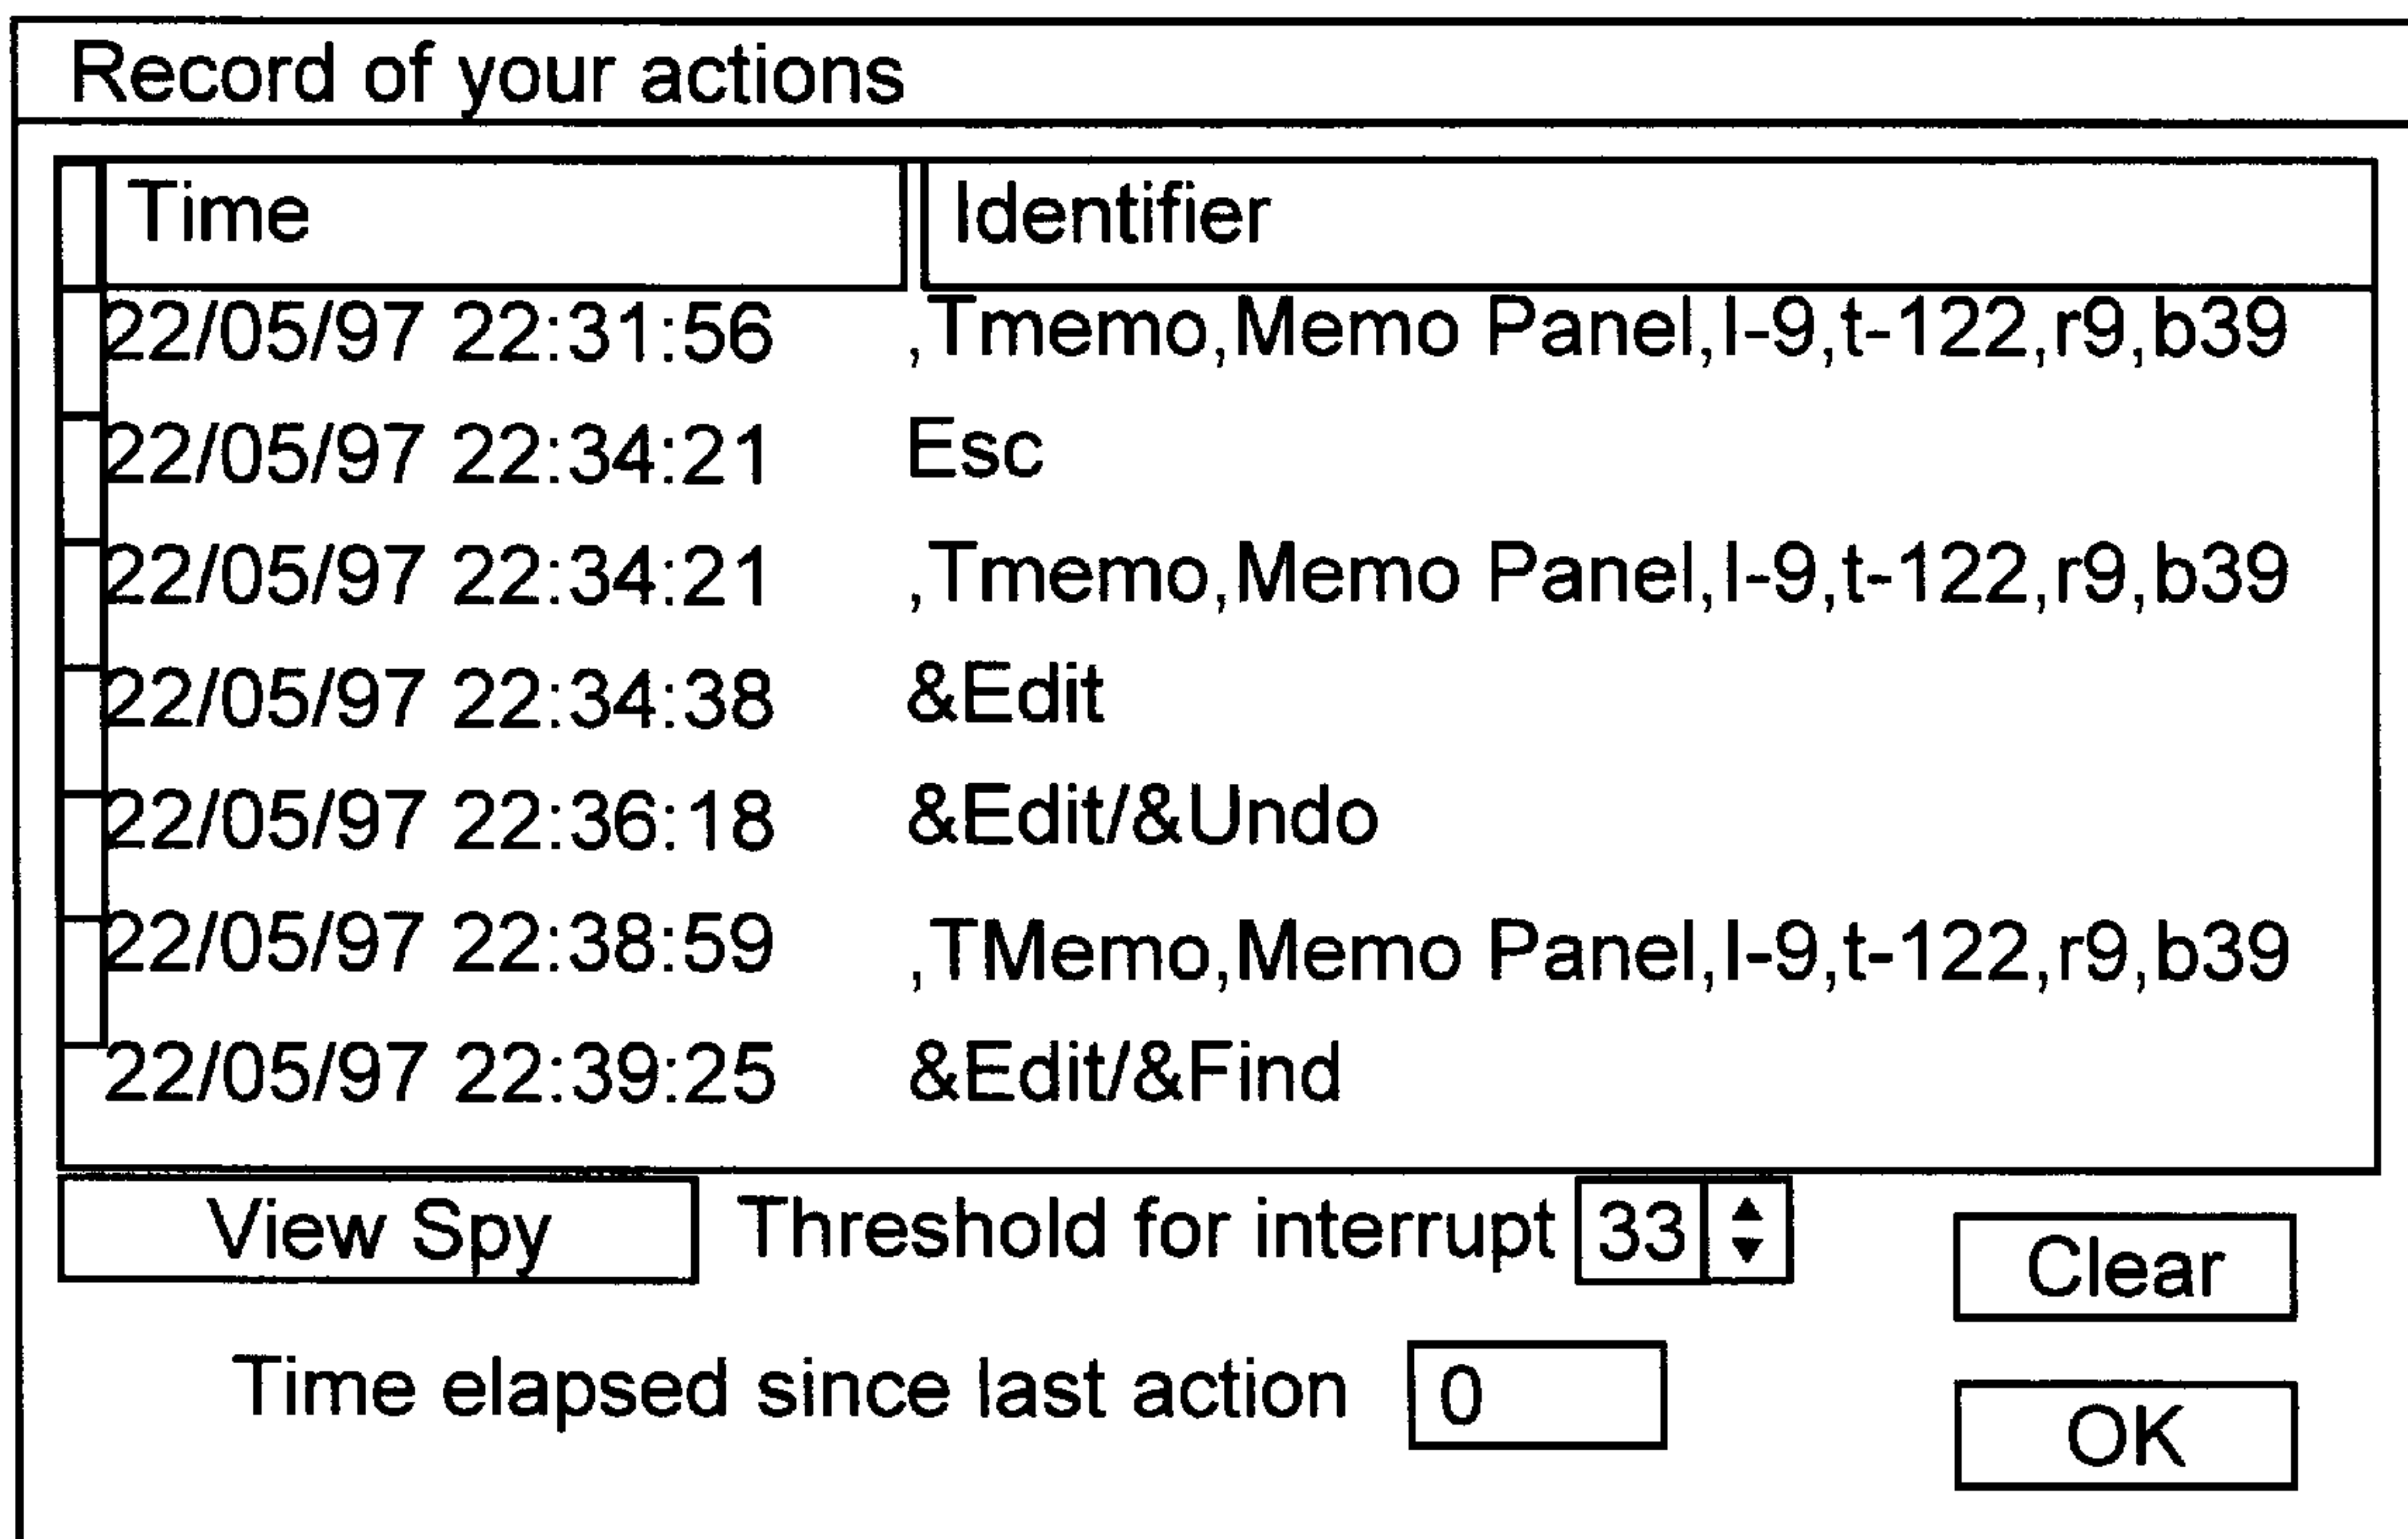 Record of your actions
Time Identifier
22/05/97 22:31:56 ,Tmemo,Memo Panel,l-9,t-122,r9,b39
22/05/97 22:34:21 Esc
22/05/97 22:34:21 ,Tmemo,Memo Panel,l-9,t-122,r9,b39
22/05/97 22:34:38 &Edit
22/05/97 22:36:18 &Edit/&Undo
22/05/97 22:38:59 ,TMemo,Memo Panel,l-9,t-122,r9,b39
22/05/97 22:39:25 &Edit/&Find
View Spy Threshold for interrupt 33 Clear
Time elapsed since last action 0 OK